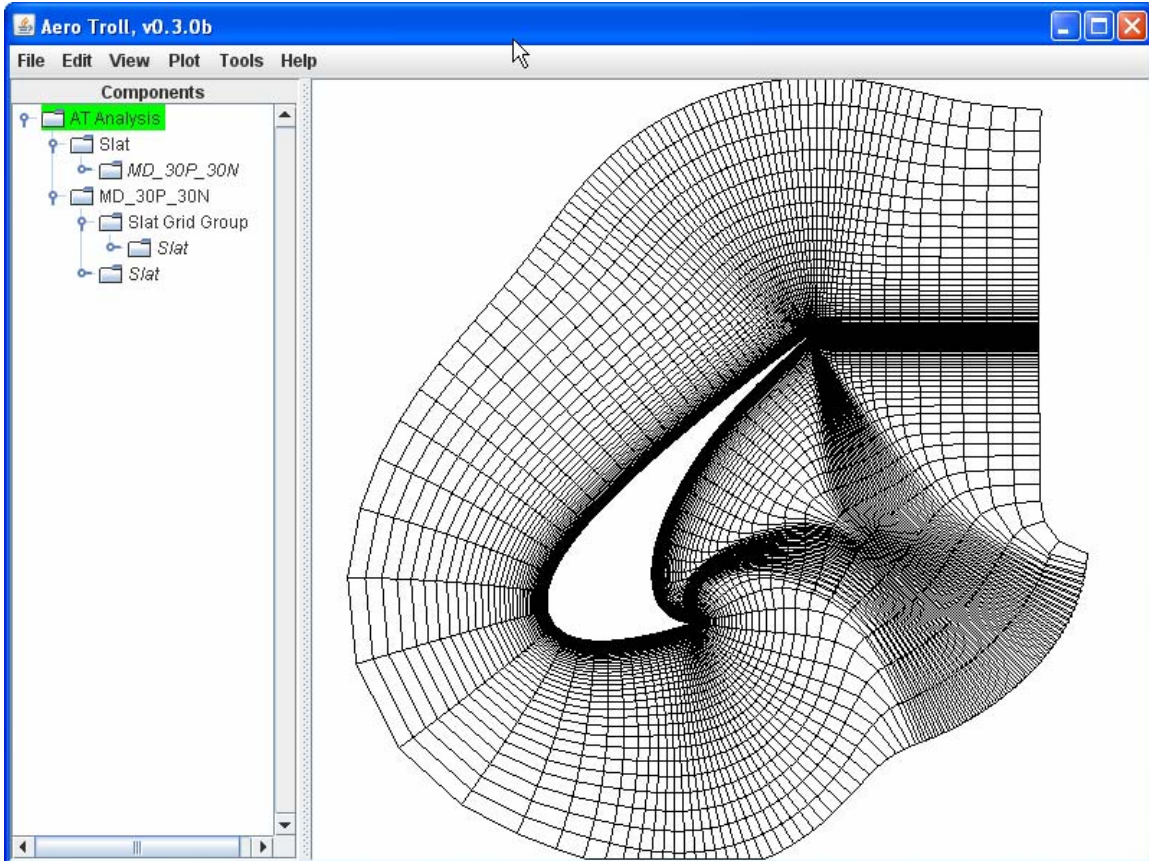 Aero Troll, v0.3.0b
File Edit View Plot Tools Help
Components
AT Analysis
Slat
MD_30P_30N
MD_30P_30N
Slat Grid Group
Slat
Slat